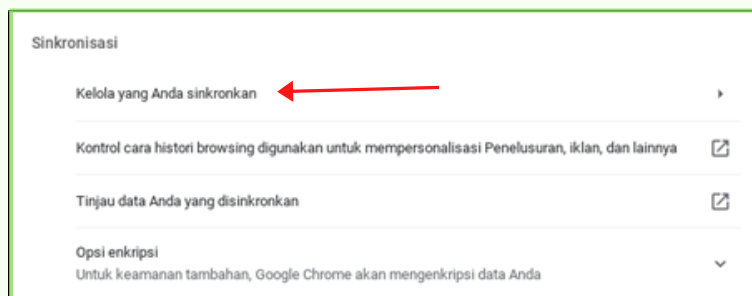 Sinkronisasi
Kelola yang Anda sinkronkan
Kontrol cara histori browsing digunakan untuk mempersonalisasi Penelusuran, iklan, dan lainnya
Tinjau data Anda yang disinkronkan
Opsi enkripsi
Untuk keamanan tambahan, Google Chrome akan mengenkripsi data Anda